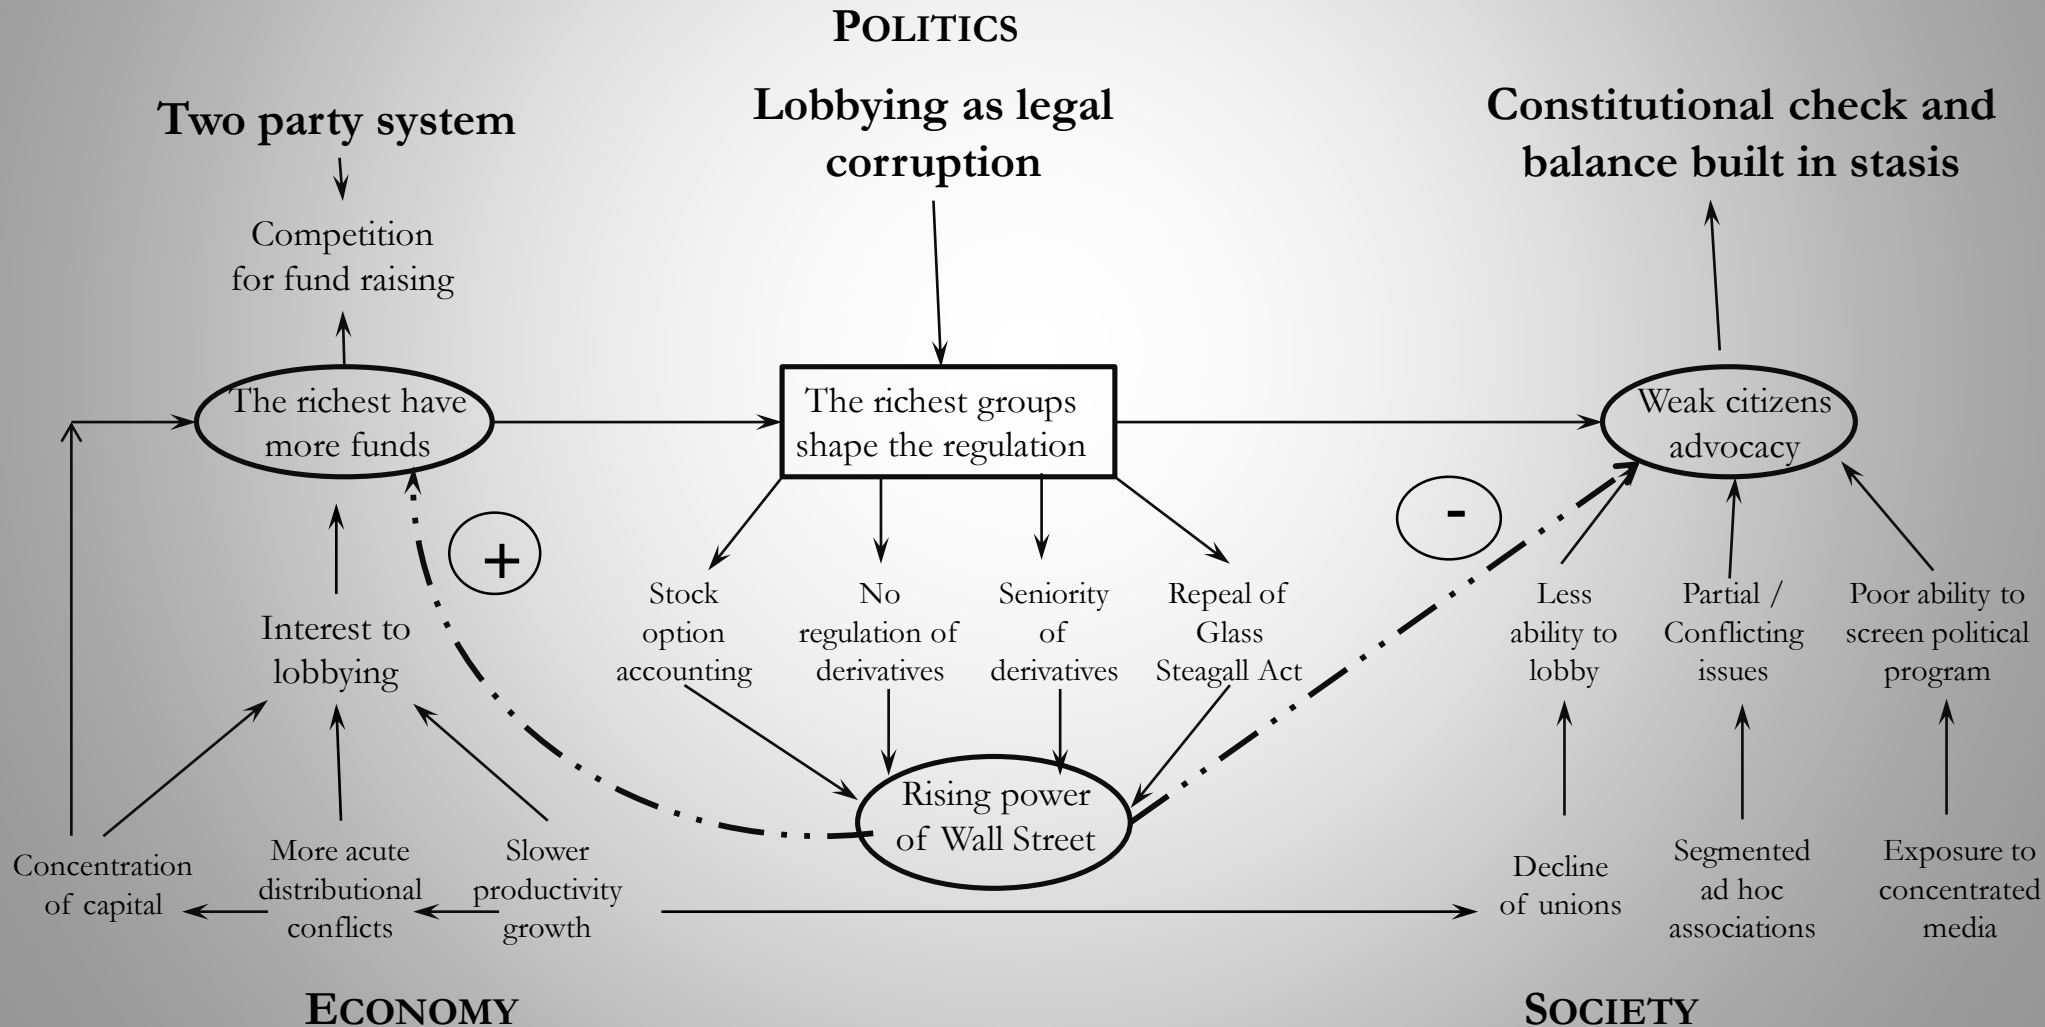 POLITICS
Two party system
Lobbying as legal
corruption
Constitutional check and
balance built in stasis
Competition
for fund raising
The richest have
more funds
The richest groups
shape the regulation
Weak citizens
advocacy
+
-
Interest to
lobbying
Stock
option
accounting
No
regulation of
derivatives
Seniority
of
derivatives
Repeal of
Glass
Steagall Act
Less
ability to
lobby
Partial /
Conflicting
issues
Poor ability to
screen political
program
Rising power
of Wall Street
Concentration
of capital
More acute
distributional
conflicts
Slower
productivity
growth
Decline
of unions
Segmented
ad hoc
associations
Exposure to
concentrated
media
ECONOMY
SOCIETY